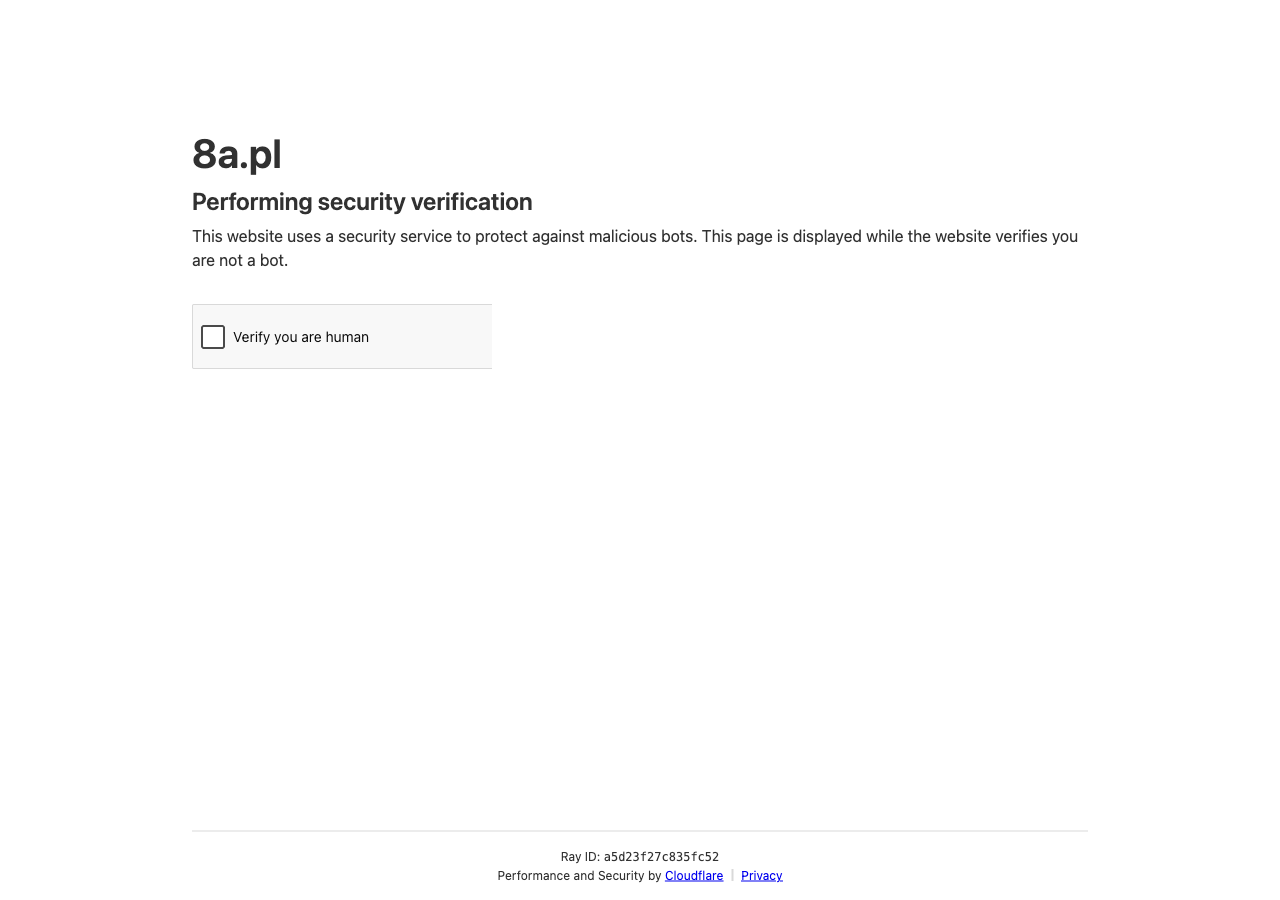 8a.pl
Performing security verification
This website uses a security service to protect against malicious bots. This page is displayed while the website verifies you
are not a bot.
Verify you are human
Ray ID: a5d23f27c835fc52
Performance and Security by Cloudflare | Privacy